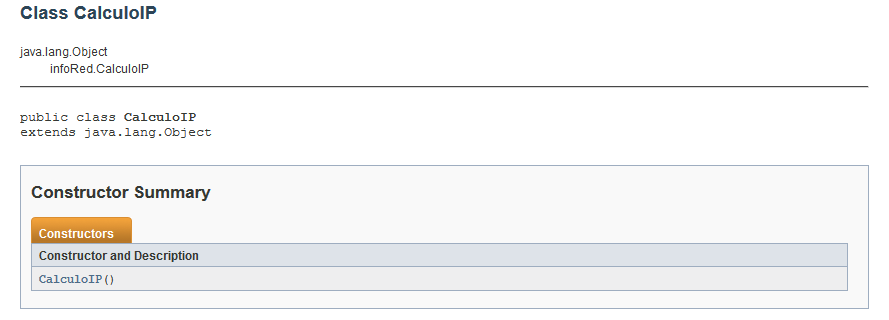 Class CalculoIP
java.lang.Object
infoRed.CalculoIP
public class CalculoIP
extends java.lang.Object
Constructor Summary
Constructors
Constructor and Description
CalculoIP()